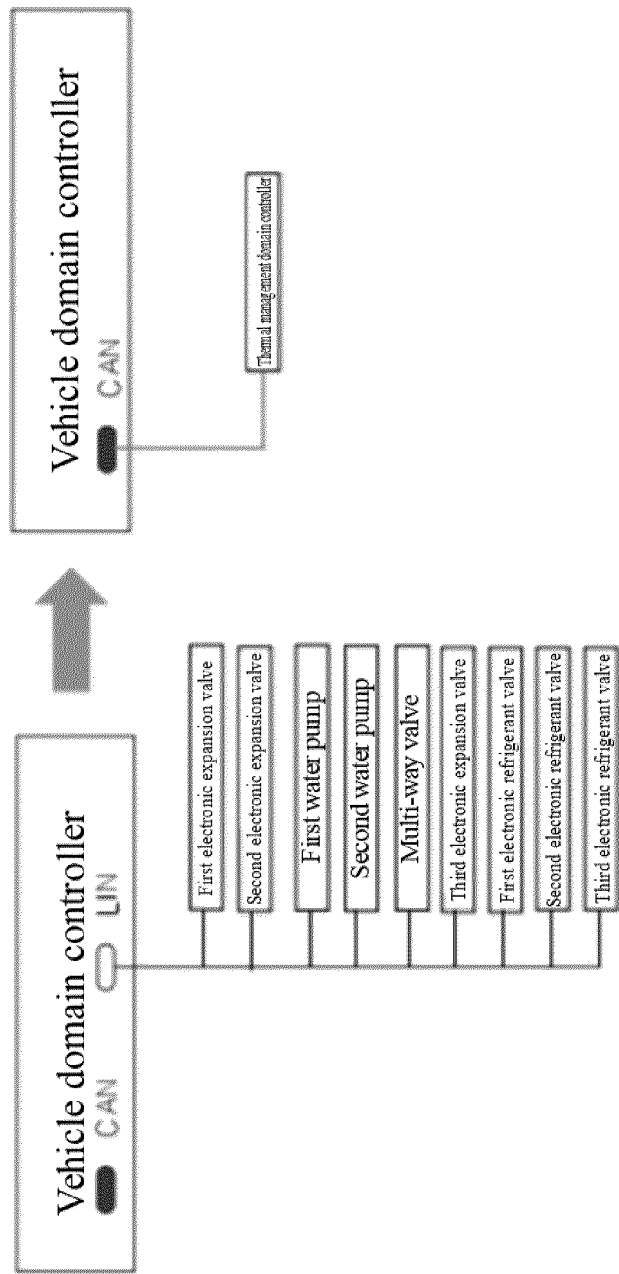 Vehicle domain controller
CAN
LIN
First electronic expansion valve
Second electronic expansion valve
First water pump
Second water pump
Multi-way valve
Third electronic expansion valve
First electronic refrigerant valve
Second electronic refrigerant valve
Third electronic refrigerant valve
Vehicle domain controller
CAN
Thermal management domain controller